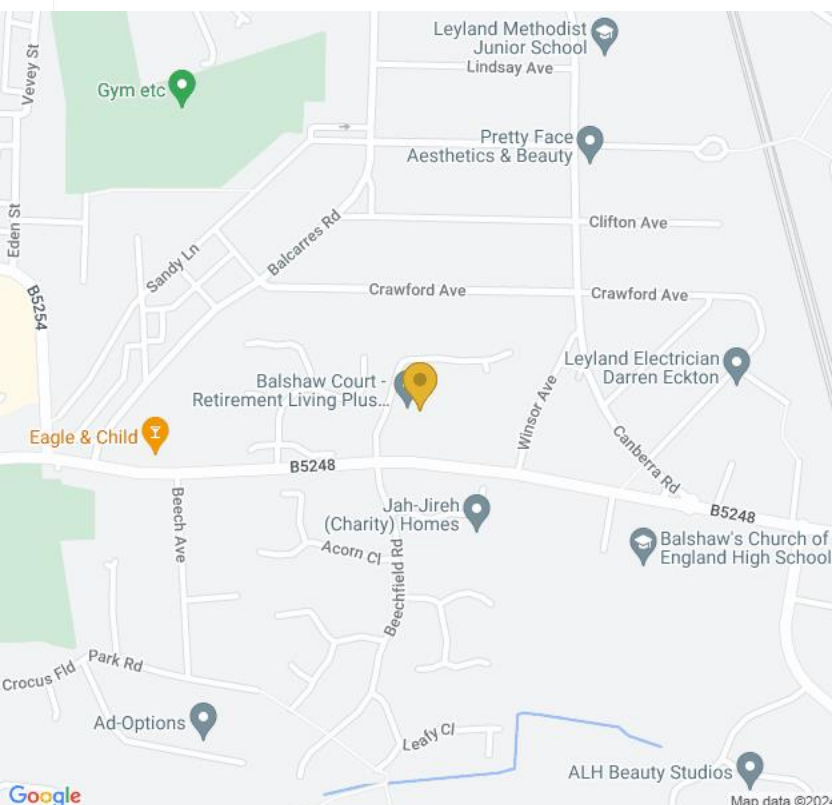 Leyland Methodist
Junior School
Lindsay Ave
Vevey St
Gym etc
Pretty Face
Aesthetics & Beauty
Eden St
Clifton Ave
Balcarres Rd
Sandy Ln
B5254
Crawford Ave
Crawford Ave
Leyland Electrician
Darren Eckton
Balshaw Court -
Retirement Living Plus...
Winsor Ave
Eagle & Child
Canberra Rd
B5248
B5248
Beech Ave
Jah-Jireh
(Charity) Homes
Acorn Cl
Beechfield Rd
Balshaw's Church of
England High School
Park Rd
Crocus Fld
Ad-Options
Leafy Cl
ALH Beauty Studios
Google
Map data ©2024